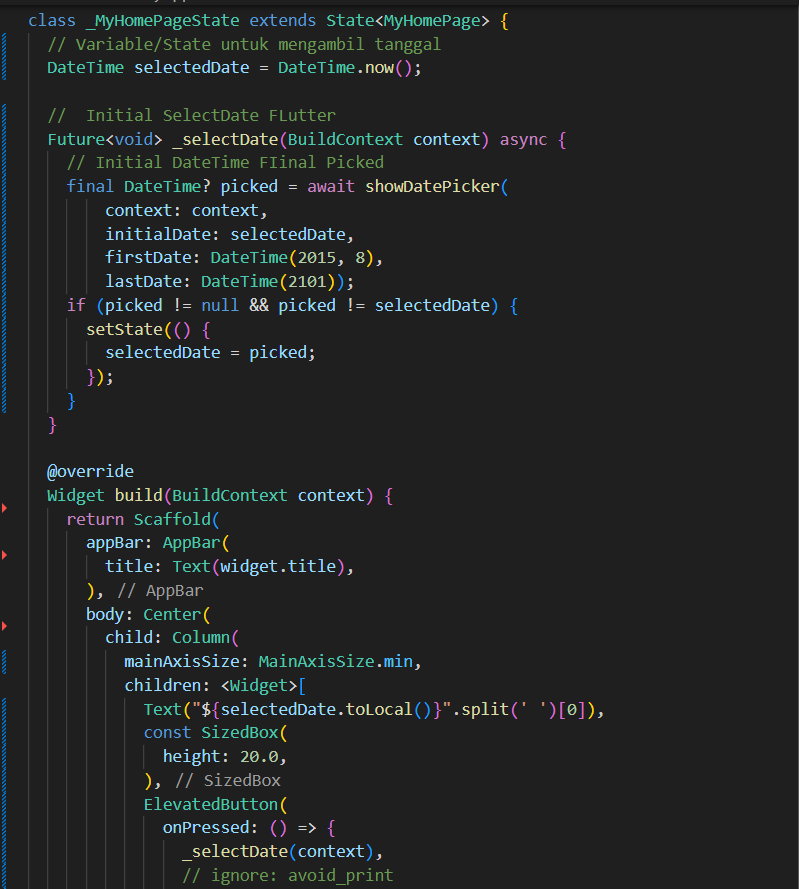 class _MyHomePageState extends State<MyHomePage> {
// Variable/State untuk mengambil tanggal
DateTime selectedDate = DateTime.now();
//  Initial SelectDate FLutter
Future<void> _selectDate(BuildContext context) async {
// Initial DateTime FIinal Picked
final DateTime? picked = await showDatePicker(
context: context,
initialDate: selectedDate,
firstDate: DateTime(2015, 8),
lastDate: DateTime(2101));
if (picked != null && picked != selectedDate) {
setState(() {
selectedDate = picked;
});
}
}
@override
Widget build(BuildContext context) {
return Scaffold(
appBar: AppBar(
title: Text(widget.title),
), // AppBar
body: Center(
child: Column(
mainAxisSize: MainAxisSize.min,
children: <Widget>[
Text("${selectedDate.toLocal()}".split(' ')[0]),
const SizedBox(
height: 20.0,
), // SizedBox
ElevatedButton(
onPressed: () => {
_selectDate(context),
// ignore: avoid_print